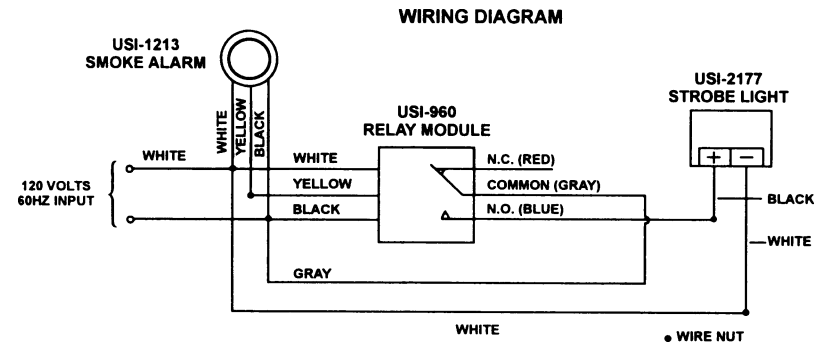 WIRING DIAGRAM
USI-1213
SMOKE ALARM
USI-2177
STROBE LIGHT
WHITE
YELLOW
BLACK
USI-960
RELAY MODULE
+ −
WHITE
WHITE
N.C. (RED)
120 VOLTS
60HZ INPUT
YELLOW
COMMON (GRAY)
BLACK
BLACK
N.O. (BLUE)
WHITE
GRAY
WHITE
WIRE NUT